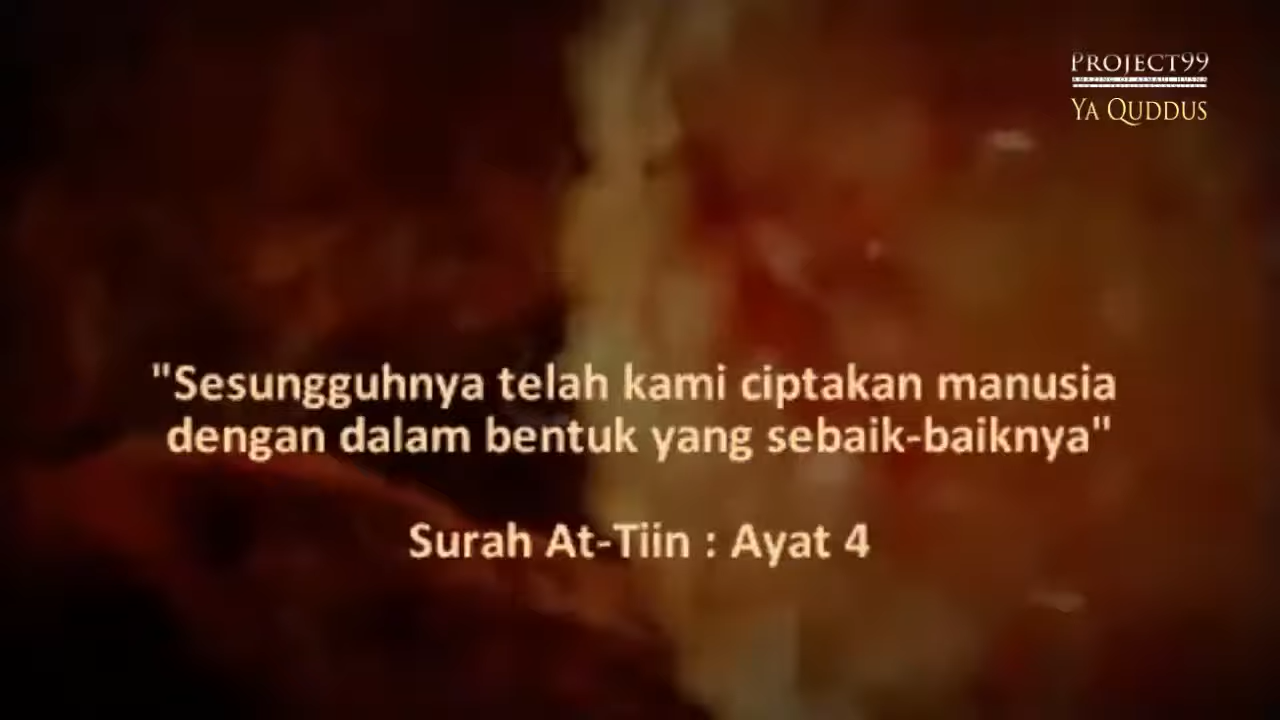 PROJECT99
YA QUDDUS
"Sesungguhnya telah kami ciptakan manusia
dengan dalam bentuk yang sebaik-baiknya"
Surah At-Tiin : Ayat 4